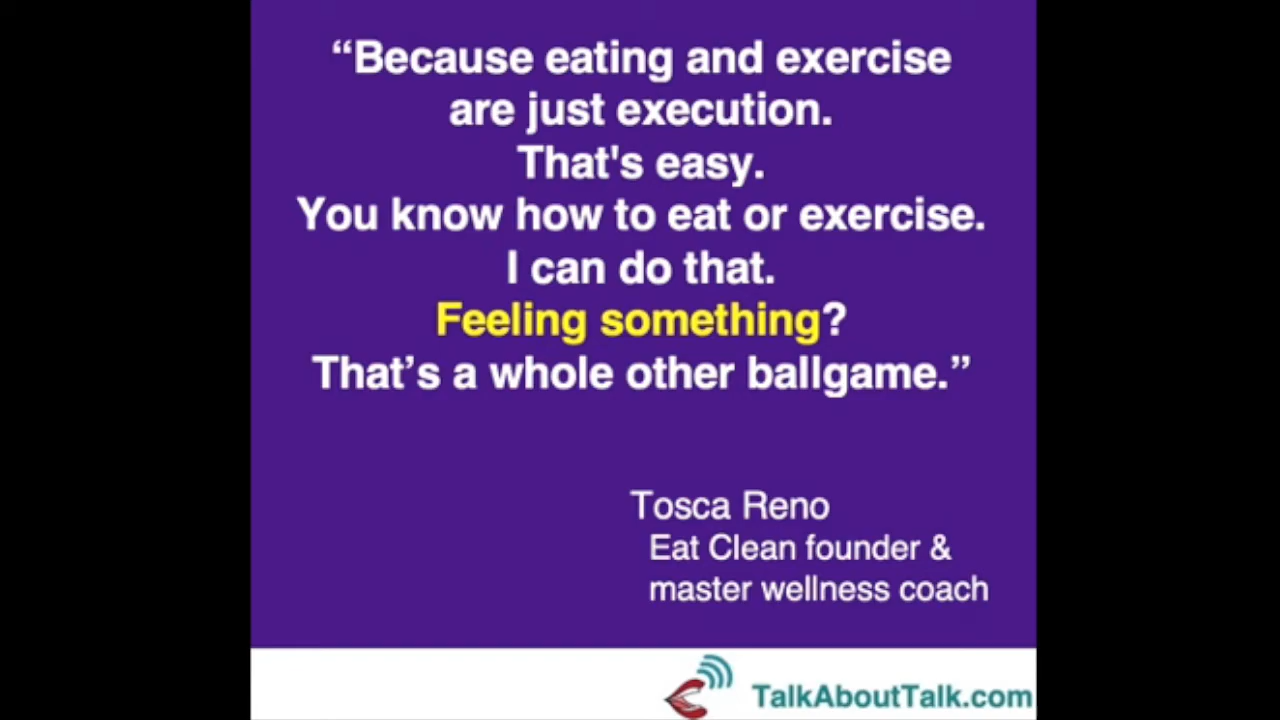 “Because eating and exercise
are just execution.
That's easy.
You know how to eat or exercise.
I can do that.
Feeling something?
That’s a whole other ballgame.”
Tosca Reno
Eat Clean founder &
master wellness coach
TalkAboutTalk.com